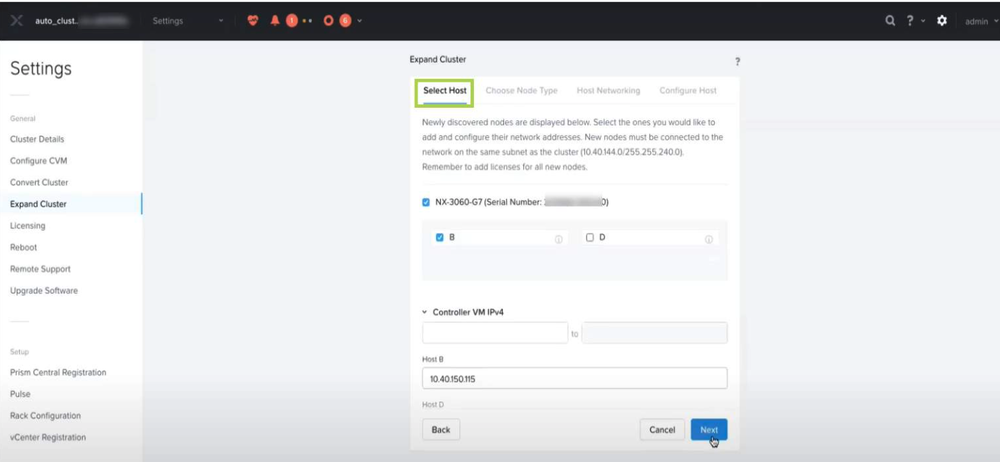 auto_clust..
Settings
1
6
?
admin
Settings
General
Cluster Details
Configure CVM
Convert Cluster
Expand Cluster
Licensing
Reboot
Remote Support
Upgrade Software
Setup
Prism Central Registration
Pulse
Rack Configuration
vCenter Registration
Expand Cluster
?
Select Host
Choose Node Type
Host Networking
Configure Host
Newly discovered nodes are displayed below. Select the ones you would like to
add and configure their network addresses. New nodes must be connected to the
network on the same subnet as the cluster (10.40.144.0/255.255.240.0).
Remember to add licenses for all new nodes.
NX-3060-G7 (Serial Number: 0)
B
D
Controller VM IPv4
to
Host B
10.40.150.115
Host D
Back
Cancel
Next